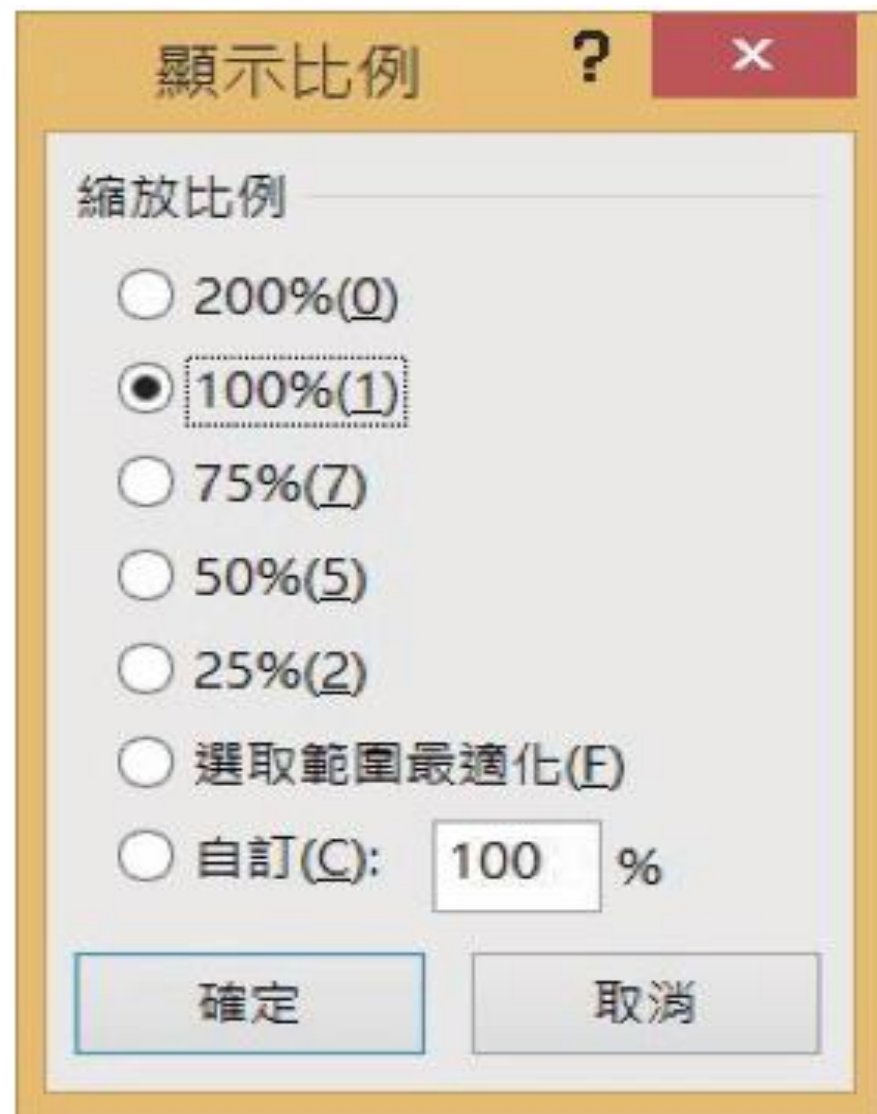 顯示比例 ? ×
縮放比例
200%(0)
100%(1)
75%(7)
50%(5)
25%(2)
選取範圍最適化(F)
自訂(C): 100 %
確定 取消